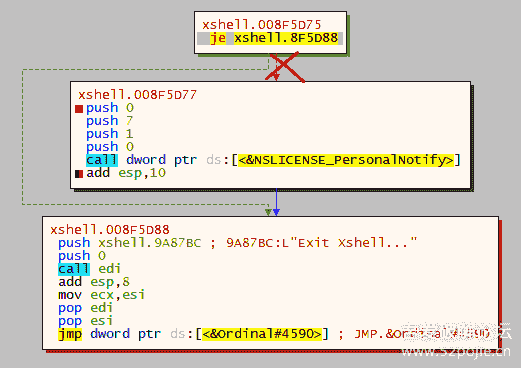 xshell.008F5D75
je xshell.8F5D88
xshell.008F5D77
push 0
push 7
push 1
push 0
call dword ptr ds:[<&NSLICENSE_PersonalNotify>]
add esp,10
xshell.008F5D88
push xshell.9A87BC ; 9A87BC:L"Exit Xshell..."
push 0
call edi
add esp,8
mov ecx,esi
pop edi
pop esi
jmp dword ptr ds:[<&Ordinal#4590>] ; JMP.&Ordinal#4590
www.52pojie.cn